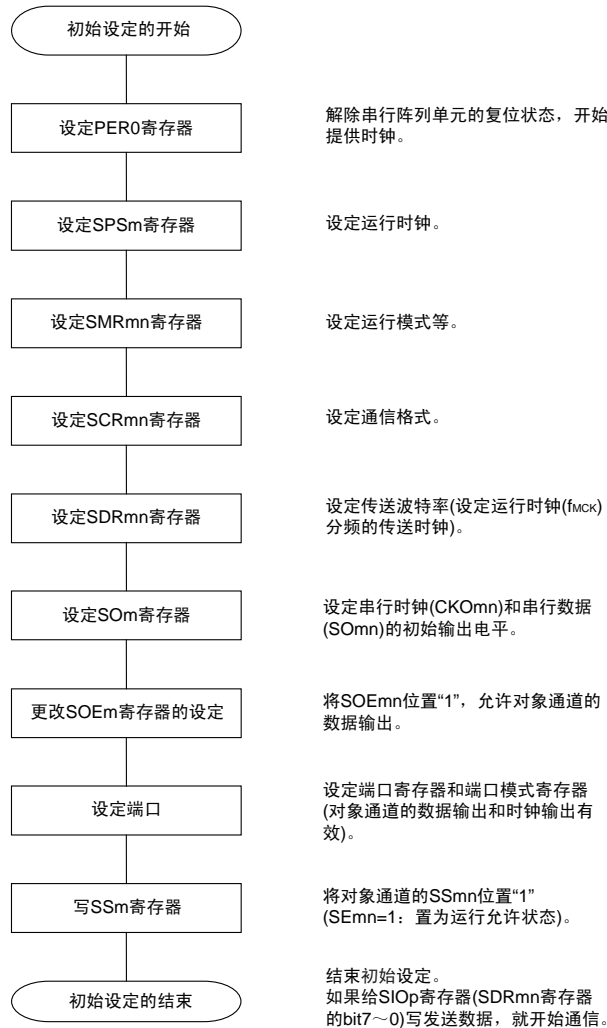 初始设定的开始
设定PER0寄存器
解除串行阵列单元的复位状态，开始
提供时钟。
设定SPSm寄存器
设定运行时钟。
设定SMRmn寄存器
设定运行模式等。
设定SCRmn寄存器
设定通信格式。
设定SDRmn寄存器
设定传送波特率(设定运行时钟(fMCK)
分频的传送时钟)。
设定SOm寄存器
设定串行时钟(CKOmn)和串行数据
(SOmn)的初始输出电平。
更改SOEm寄存器的设定
将SOEmn位置“1”，允许对象通道的
数据输出。
设定端口
设定端口寄存器和端口模式寄存器
(对象通道的数据输出和时钟输出有
效)。
写SSm寄存器
将对象通道的SSmn位置“1”
(SEmn=1：置为运行允许状态)。
初始设定的结束
结束初始设定。
如果给SIOp寄存器(SDRmn寄存器
的bit7～0)写发送数据，就开始通信。